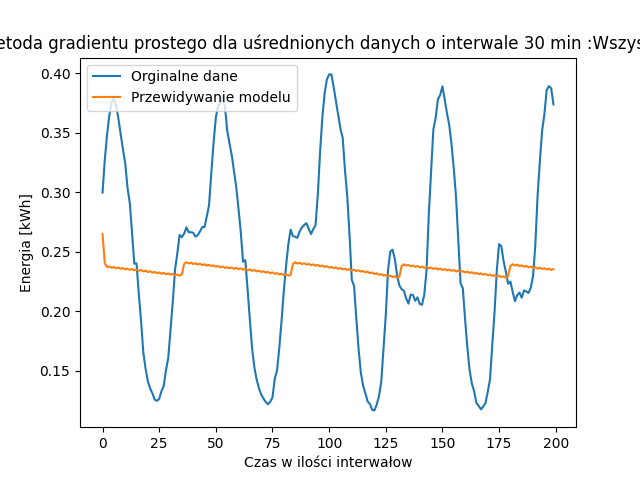 etoda gradientu prostego dla uśrednionych danych o interwale 30 min :Wszys
Orginalne dane
Przewidywanie modelu
Energia [kWh]
0.40
0.35
0.30
0.25
0.20
0.15
0 25 50 75 100 125 150 175 200
Czas w ilości interwałow